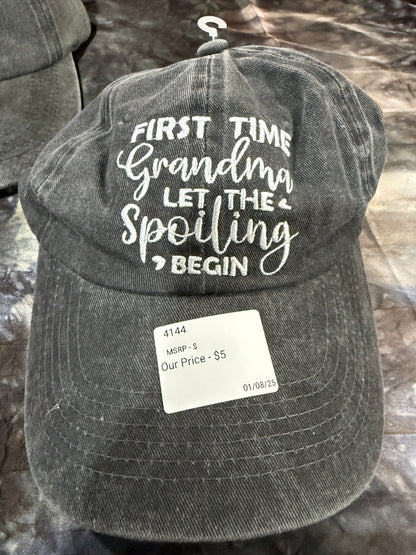 FIRST TIME
Grandma
LET THE
Spoiling
BEGIN
4144
MSRP - $
Our Price - $5
01/08/25